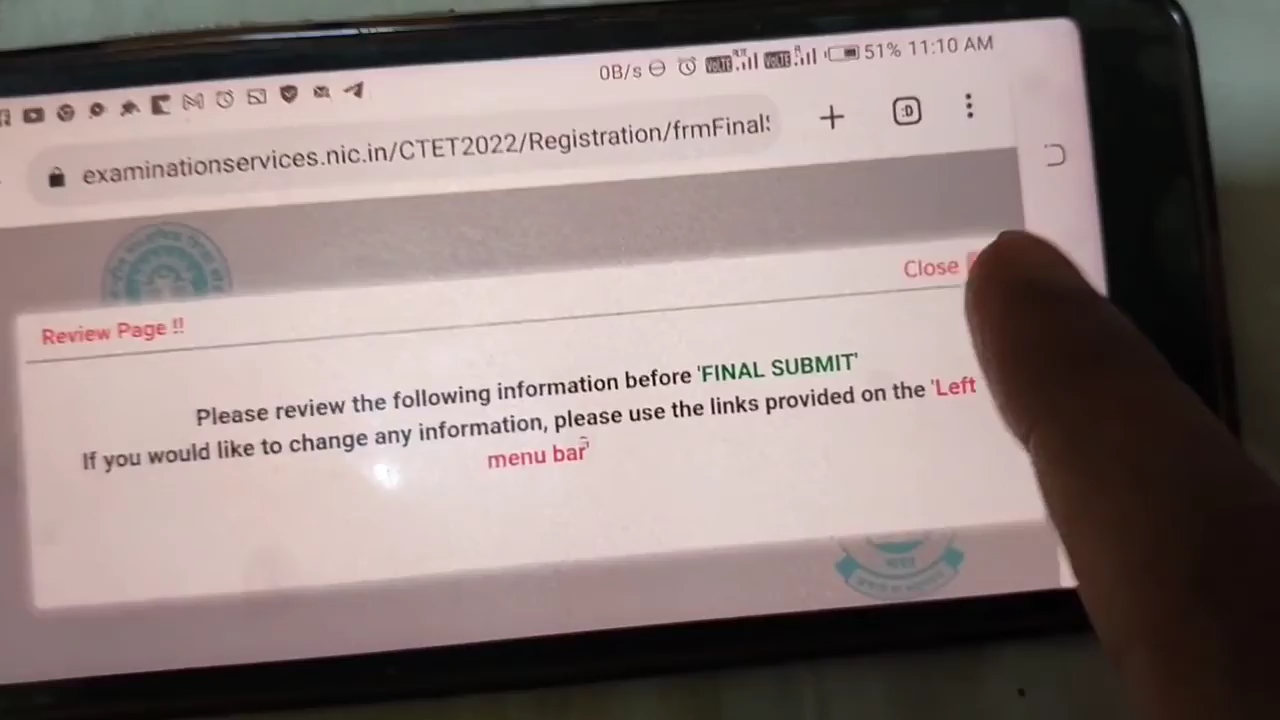 0B/s 51% 11:10 AM
examinationservices.nic.in/CTET2022/Registration/frmFinal
:D
Close
Review Page !!
Please review the following information before 'FINAL SUBMIT'
If you would like to change any information, please use the links provided on the 'Left
menu bar'
भारत